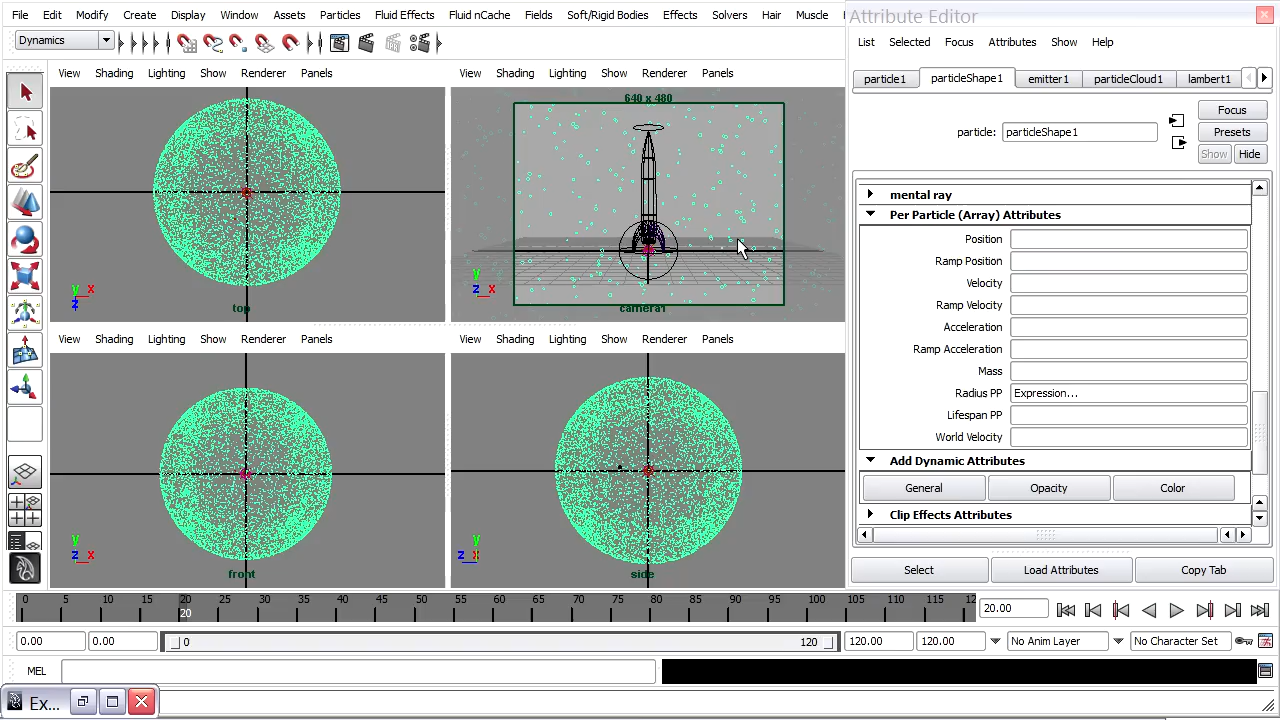 File Edit Modify Create Display Window Assets Particles Fluid Effects Fluid nCache Fields Soft/Rigid Bodies Effects Solvers Hair Muscle
Attribute Editor
Dynamics
List Selected Focus Attributes Show Help
View Shading Lighting Show Renderer Panels
View Shading Lighting Show Renderer Panels
particle1 particleShape1 emitter1 particleCloud1 lambert1
640 x 480
particle: particleShape1
Focus
Presets
Show Hide
mental ray
Per Particle (Array) Attributes
Position
Ramp Position
Velocity
Ramp Velocity
Acceleration
Ramp Acceleration
Mass
Radius PP Expression...
Lifespan PP
World Velocity
y
z x
top
y
z x
camera1
View Shading Lighting Show Renderer Panels
View Shading Lighting Show Renderer Panels
Add Dynamic Attributes
General Opacity Color
Clip Effects Attributes
y
z x
front
y
z x
side
Select Load Attributes Copy Tab
0 5 10 15 20 25 30 35 40 45 50 55 60 65 70 75 80 85 90 95 100 105 110 115 12
20
20.00
0.00 0.00 0 120 120.00 120.00 No Anim Layer No Character Set
MEL
Ex...